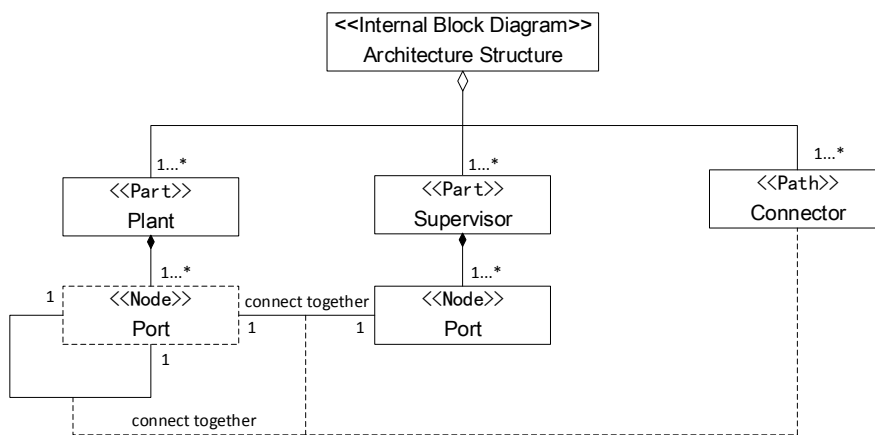 <<Internal Block Diagram>>
Architecture Structure
1...*
1...*
1...*
<<Part>>
Plant
<<Part>>
Supervisor
<<Path>>
Connector
1...*
1...*
1
<<Node>>
Port
connect together
1
1
<<Node>>
Port
1
connect together